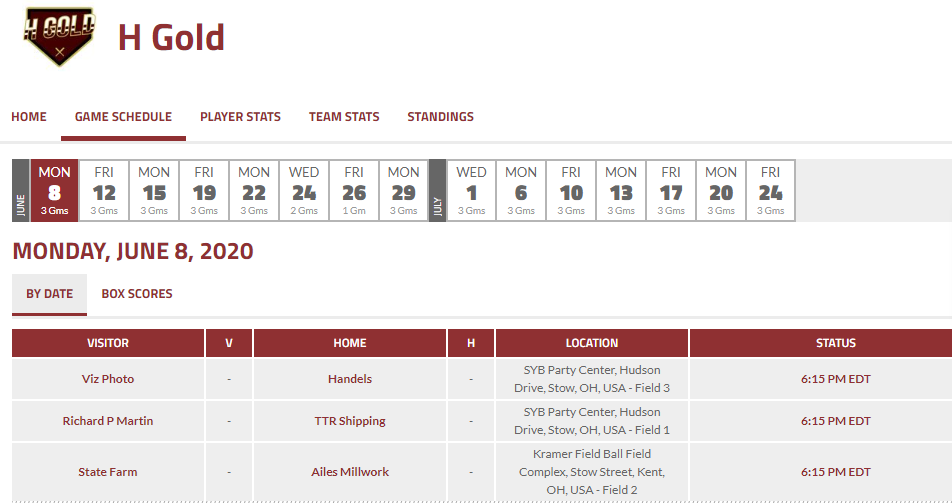 H GOLD
H Gold
HOME GAME SCHEDULE PLAYER STATS TEAM STATS STANDINGS
JUNE
MON 8 3 Gms
FRI 12 3 Gms
MON 15 3 Gms
FRI 19 3 Gms
MON 22 3 Gms
WED 24 2 Gms
FRI 26 1 Gm
MON 29 3 Gms
JULY
WED 1 3 Gms
MON 6 3 Gms
FRI 10 3 Gms
MON 13 3 Gms
FRI 17 3 Gms
MON 20 3 Gms
FRI 24 3 Gms
MONDAY, JUNE 8, 2020
BY DATE BOX SCORES
VISITOR V HOME H LOCATION STATUS
Viz Photo - Handels - SYB Party Center, Hudson
Drive, Stow, OH, USA - Field 3 6:15 PM EDT
Richard P Martin - TTR Shipping - SYB Party Center, Hudson
Drive, Stow, OH, USA - Field 1 6:15 PM EDT
State Farm - Ailes Millwork - Kramer Field Ball Field
Complex, Stow Street, Kent,
OH, USA - Field 2 6:15 PM EDT